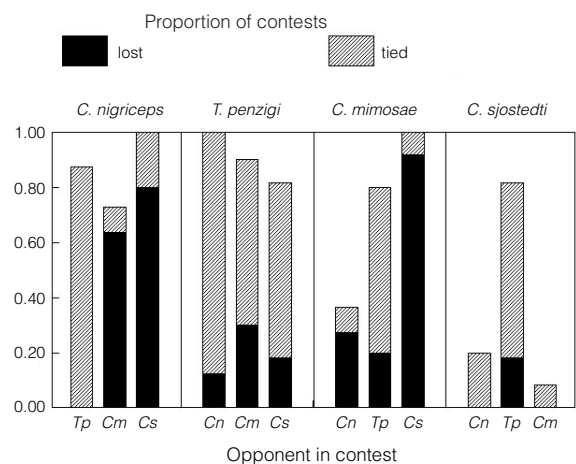 Proportion of contests
lost tied
C. nigriceps T. penzigi C. mimosae C. sjostedti
1.00
0.80
0.60
0.40
0.20
0.00
Tp Cm Cs Cn Cm Cs Cn Tp Cs Cn Tp Cm
Opponent in contest